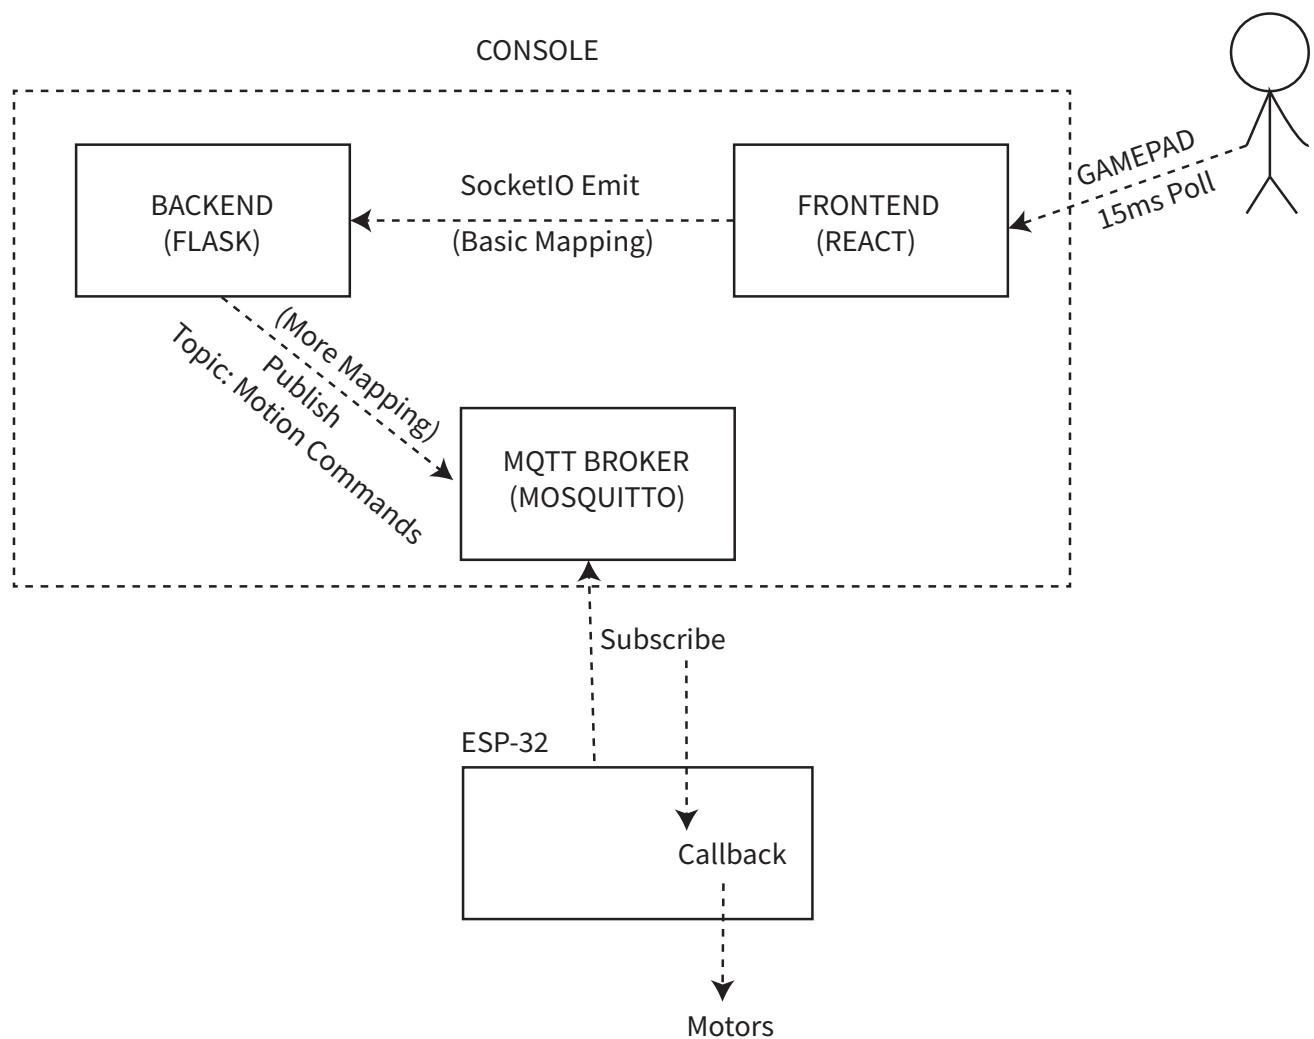 CONSOLE
GAMEPAD
15ms Poll
BACKEND
(FLASK)
SocketIO Emit
(Basic Mapping)
FRONTEND
(REACT)
(More Mapping)
Publish
Topic: Motion Commands
MQTT BROKER
(MOSQUITTO)
Subscribe
ESP-32
Callback
Motors